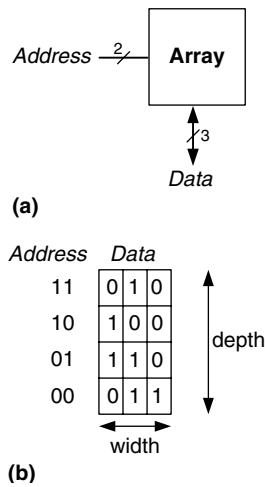 Address 2 Array
3
Data
(a)
Address Data
11 0 1 0
10 1 0 0
01 1 1 0
00 0 1 1
depth
width
(b)